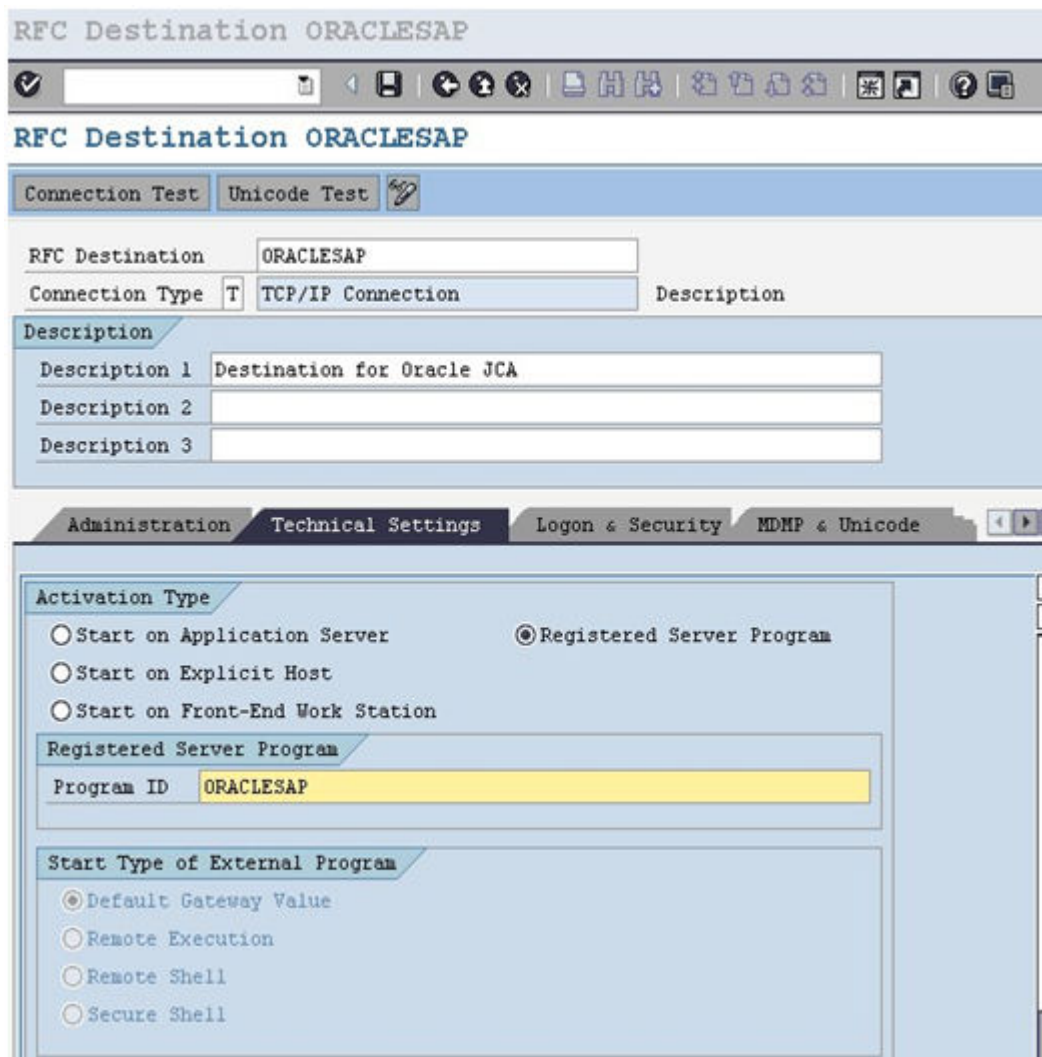 RFC Destination ORACLESAP
RFC Destination ORACLESAP
Connection Test Unicode Test
RFC Destination ORACLESAP
Connection Type T TCP/IP Connection Description
Description
Description 1 Destination for Oracle JCA
Description 2
Description 3
Administration Technical Settings Logon & Security MDMP & Unicode
Activation Type
Start on Application Server Registered Server Program
Start on Explicit Host
Start on Front-End Work Station
Registered Server Program
Program ID ORACLESAP
Start Type of External Program
Default Gateway Value
Remote Execution
Remote Shell
Secure Shell